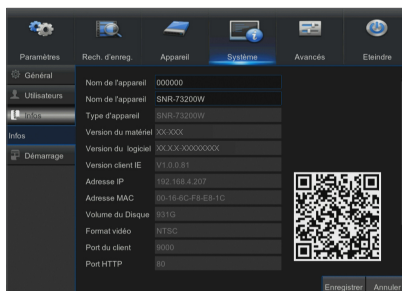 Paramètres Rech. d'enreg. Appareil Système Avancés Eteindre
Général
Utilisateurs
Infos
Infos
Démarrage
Nom de l'appareil 000000
Nom de l'appareil SNR-73200W
Type d'appareil SNR-73200W
Version du matériel XX-XXX
Version du logiciel XX.X.X-XXXXXXXX
Version client IE V1.0.0.81
Adresse IP 192.168.4.207
Adresse MAC 00-16-6C-F8-E8-1C
Volume du Disque 931G
Format vidéo NTSC
Port du client 9000
Port HTTP 80
Enregistrer Annuler